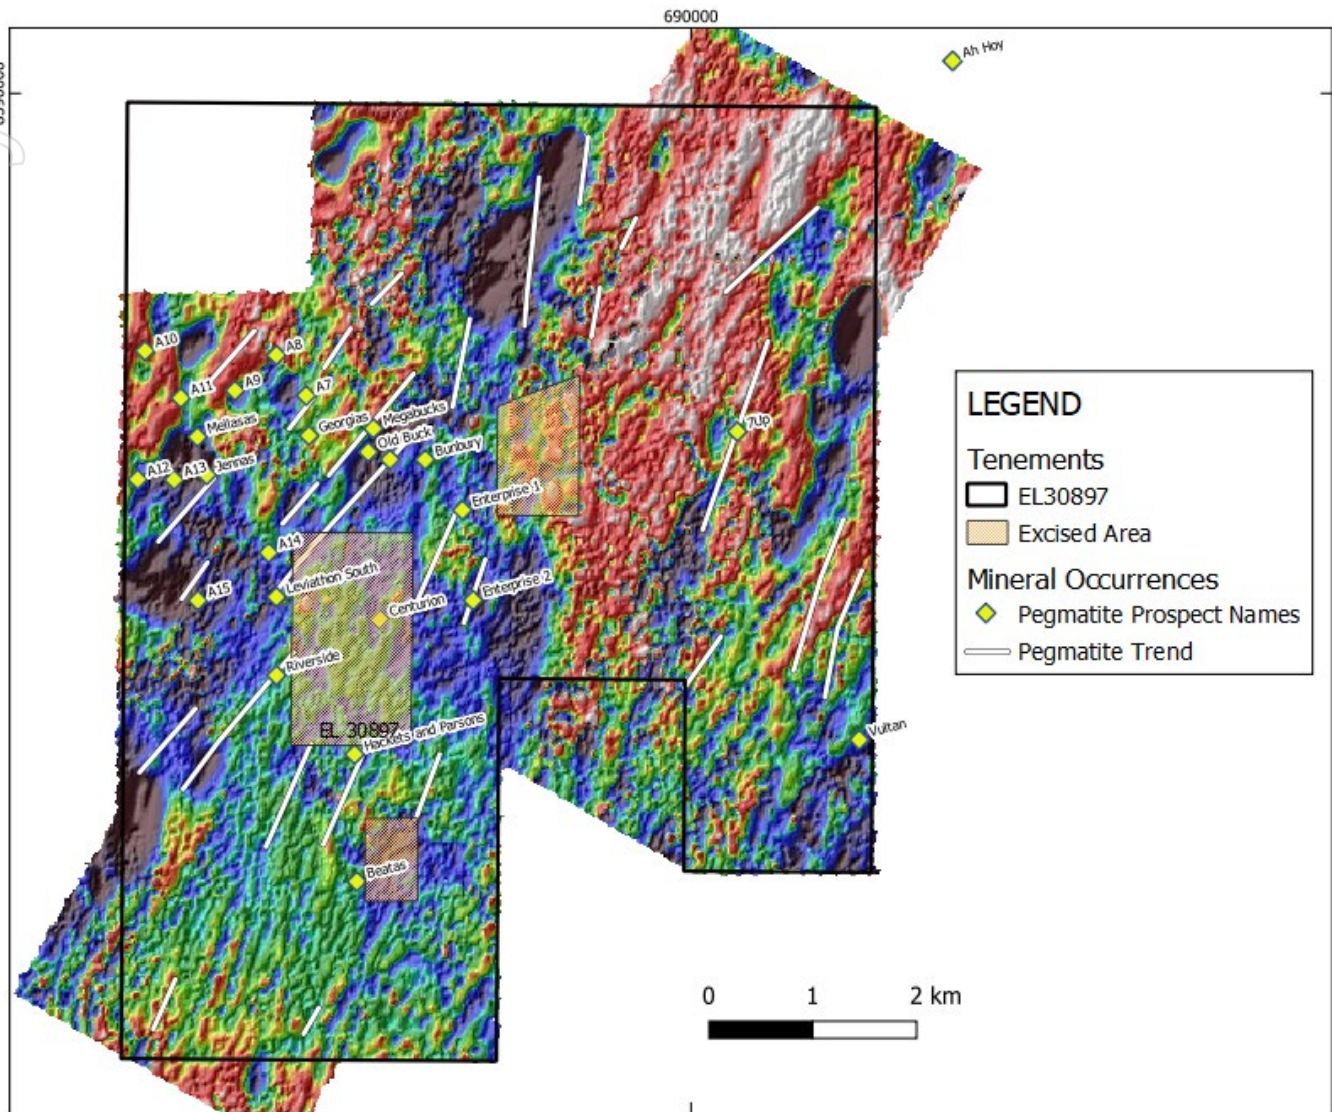 690000
Ah Hoy
A10
A8
A11
A9
A7
Mellasas
Georgias
Megabucks
7Up
Old Buck
Bunbury
A12
A13
Jennas
Enterprise 1
A14
Leviathon South
Enterprise 2
A15
Centurion
Riverside
EL 30897
Hackets and Parsons
Vultan
Beatas
LEGEND
Tenements
EL30897
Excised Area
Mineral Occurrences
Pegmatite Prospect Names
Pegmatite Trend
0 1 2 km